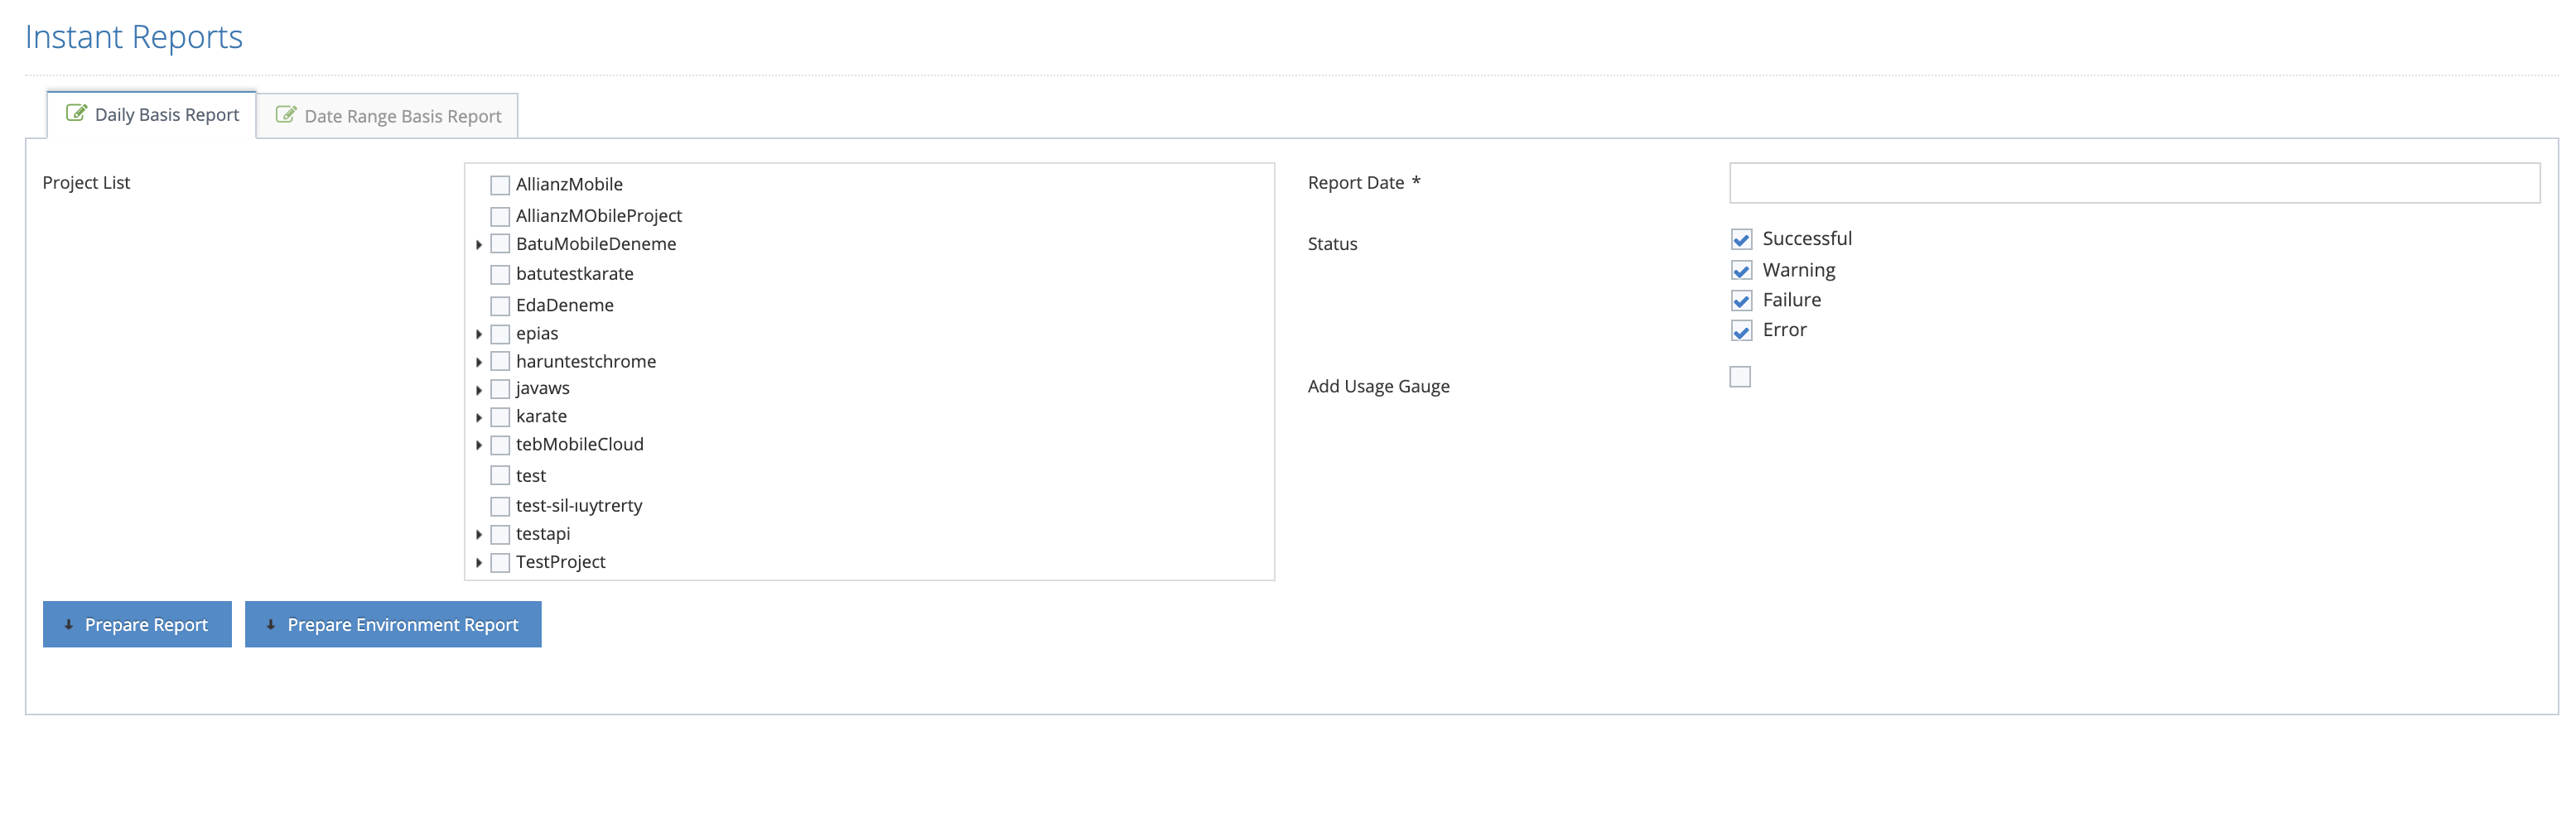 Instant Reports
Daily Basis Report
Date Range Basis Report
Project List
AllianzMobile
AllianzMObileProject
BatuMobileDeneme
batutestkarate
EdaDeneme
epias
haruntestchrome
javaws
karate
tebMobileCloud
test
test-sil-ıuytrerty
testapi
TestProject
Report Date *
Status
Successful
Warning
Failure
Error
Add Usage Gauge
Prepare Report
Prepare Environment Report